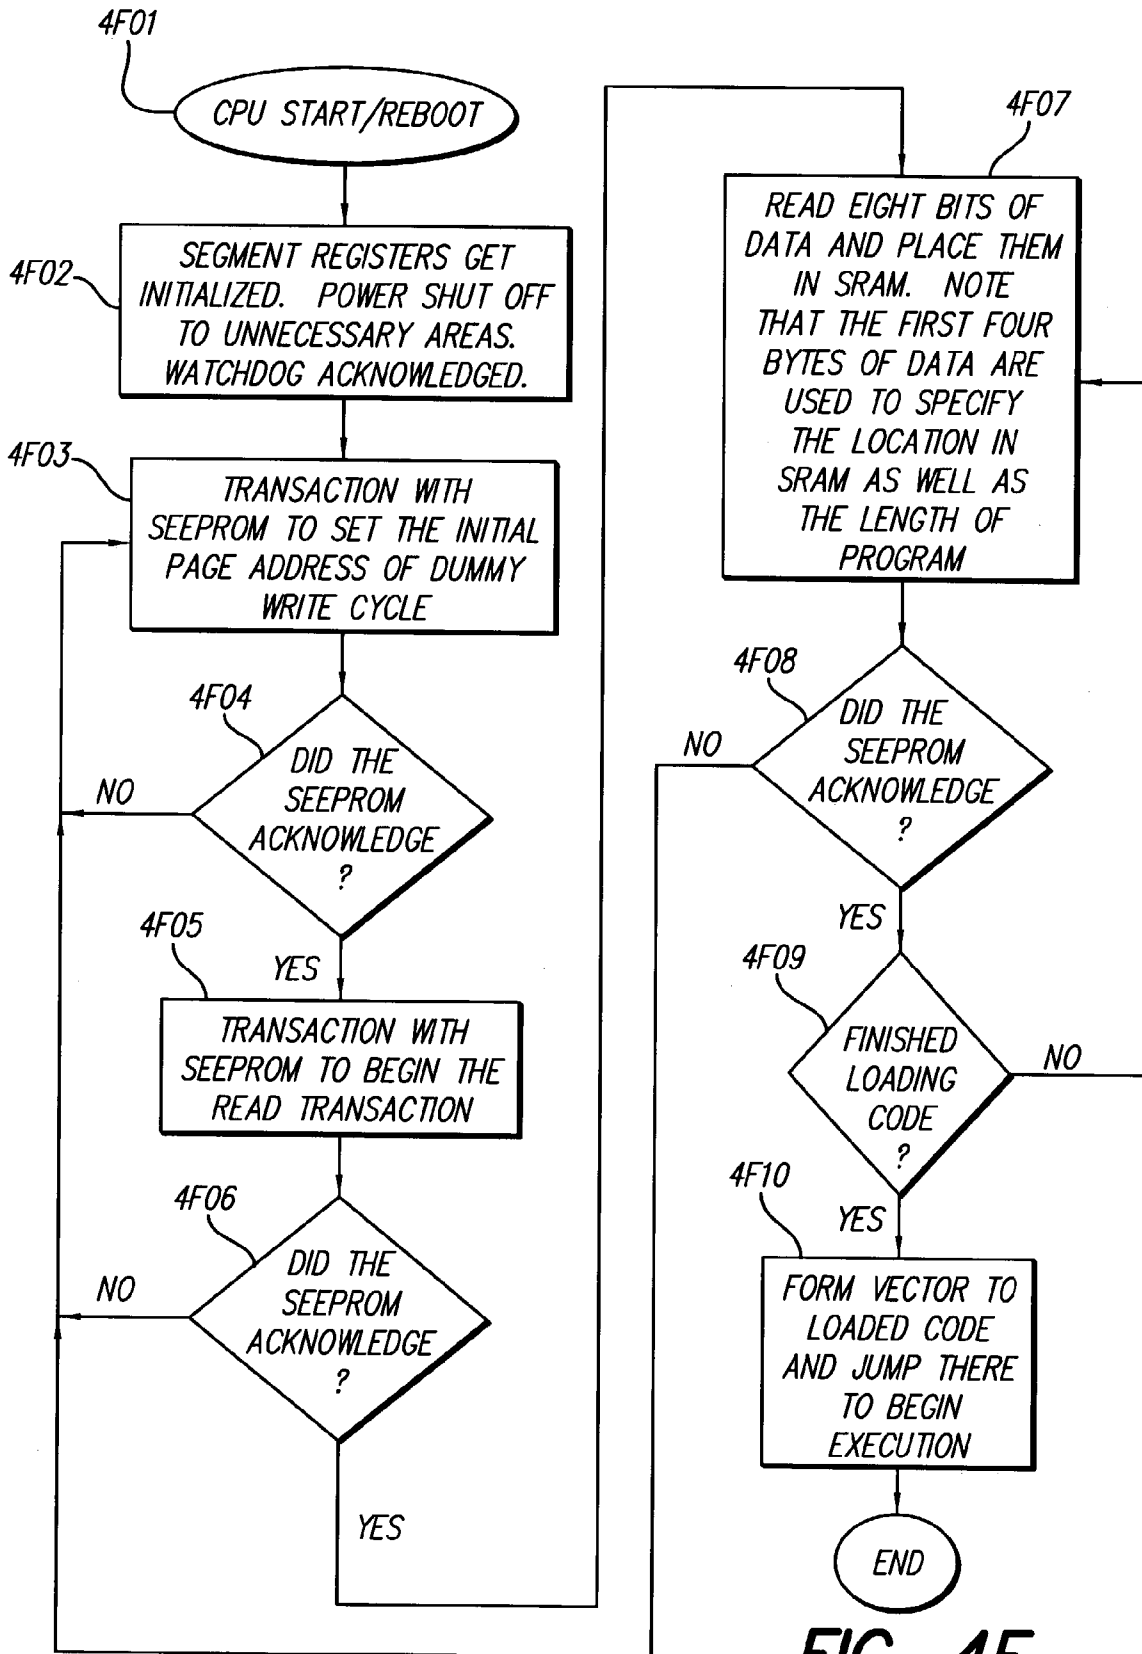 4F01
CPU START/REBOOT
4F02
SEGMENT REGISTERS GET
INITIALIZED. POWER SHUT OFF
TO UNNECESSARY AREAS.
WATCHDOG ACKNOWLEDGED.
4F03
TRANSACTION WITH
SEEPROM TO SET THE INITIAL
PAGE ADDRESS OF DUMMY
WRITE CYCLE
4F04
DID THE
SEEPROM
ACKNOWLEDGE
?
NO
YES
4F05
TRANSACTION WITH
SEEPROM TO BEGIN THE
READ TRANSACTION
4F06
DID THE
SEEPROM
ACKNOWLEDGE
?
NO
YES
4F07
READ EIGHT BITS OF
DATA AND PLACE THEM
IN SRAM. NOTE
THAT THE FIRST FOUR
BYTES OF DATA ARE
USED TO SPECIFY
THE LOCATION IN
SRAM AS WELL AS
THE LENGTH OF
PROGRAM
4F08
DID THE
SEEPROM
ACKNOWLEDGE
?
NO
YES
4F09
FINISHED
LOADING
CODE
?
NO
YES
4F10
FORM VECTOR TO
LOADED CODE
AND JUMP THERE
TO BEGIN
EXECUTION
END
FIG. 4F